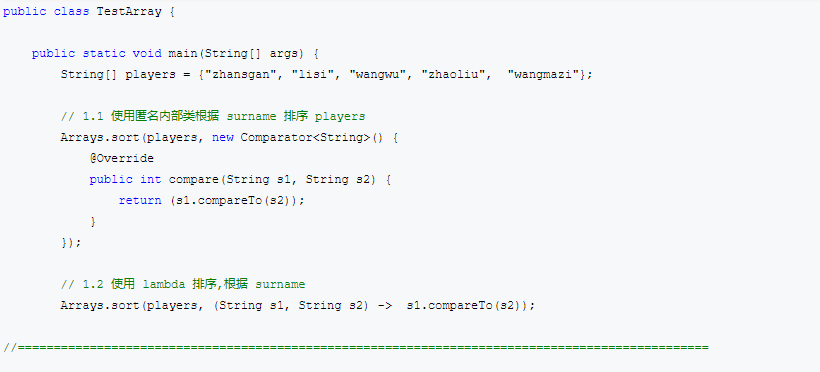 public class TestArray {
public static void main(String[] args) {
String[] players = {"zhansgan", "lisi", "wangwu", "zhaoliu",  "wangmazi"};
// 1.1 使用匿名内部类根据 surname 排序 players
Arrays.sort(players, new Comparator<String>() {
@Override
public int compare(String s1, String s2) {
return (s1.compareTo(s2));
}
});
// 1.2 使用 lambda 排序,根据 surname
Arrays.sort(players, (String s1, String s2) ->  s1.compareTo(s2));
//================================================================================================